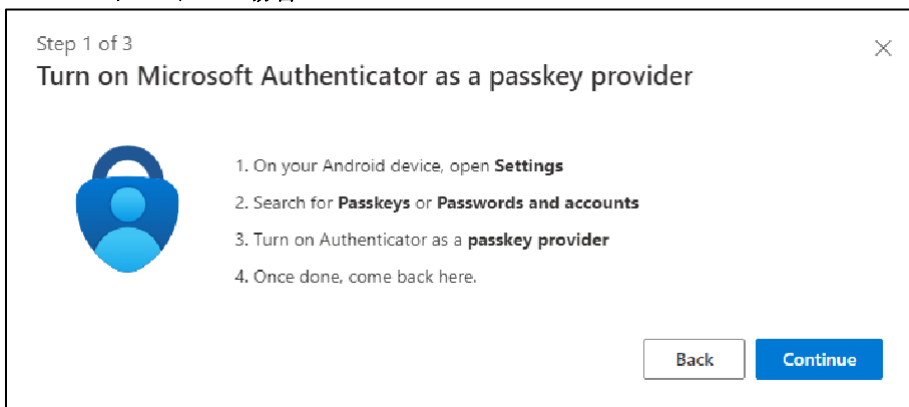 Step 1 of 3
Turn on Microsoft Authenticator as a passkey provider
1. On your Android device, open Settings
2. Search for Passkeys or Passwords and accounts
3. Turn on Authenticator as a passkey provider
4. Once done, come back here.
Back
Continue